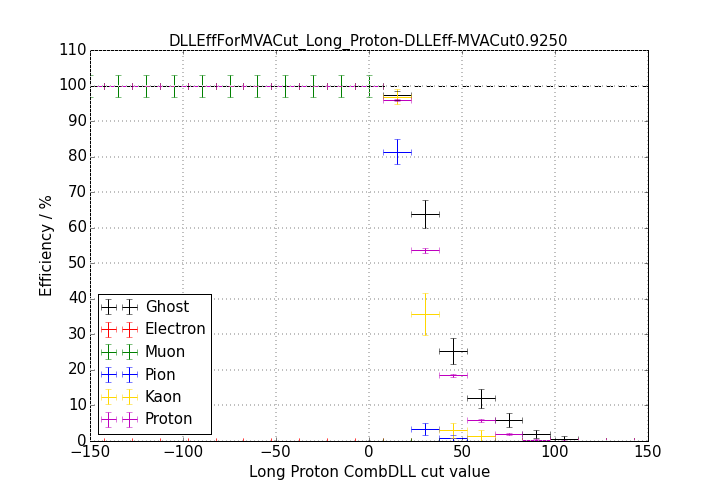 DLLEffForMVACut_Long_Proton-DLLEff-MVACut0.9250
110
100
90
80
70
60
50
40
30
20
10
0
Efficiency / %
Ghost
Electron
Muon
Pion
Kaon
Proton
−150 −100 −50 0 50 100 150
Long Proton CombDLL cut value